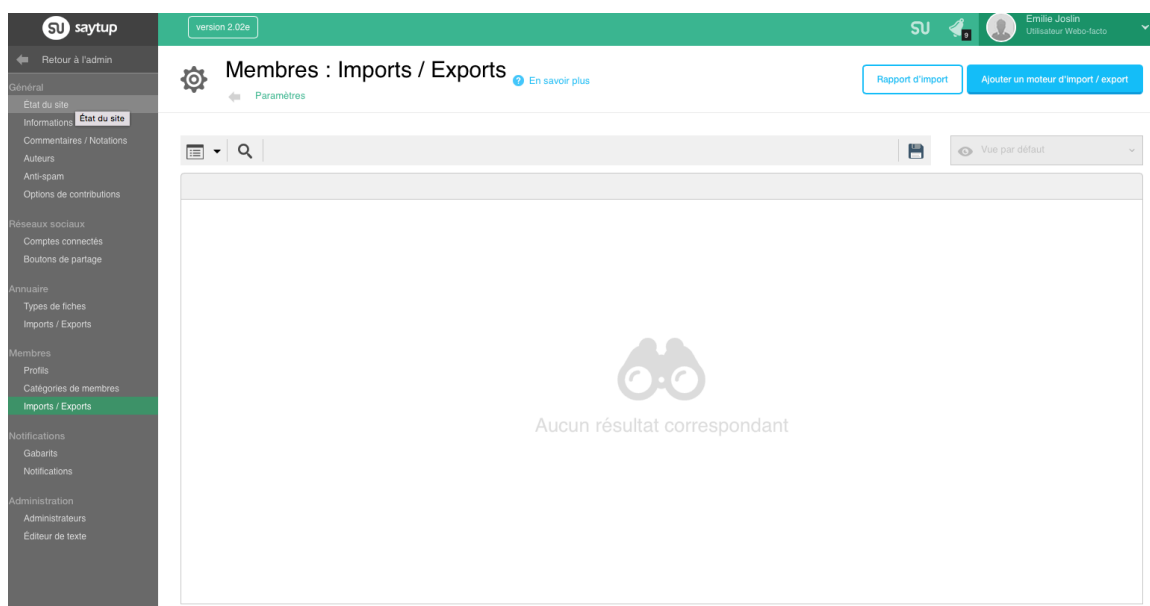 SU saytup
version 2.02e
SU
9
Emilie Joslin
Utilisateur Webo-facto
Retour à l'admin
Membres : Imports / Exports
En savoir plus
Paramètres
Rapport d'import
Ajouter un moteur d'import / export
Général
État du site
Informations
État du site
Commentaires / Notations
Auteurs
Anti-spam
Options de contributions
Réseaux sociaux
Comptes connectés
Boutons de partage
Annuaire
Types de fiches
Imports / Exports
Membres
Profils
Catégories de membres
Imports / Exports
Notifications
Gabarits
Notifications
Administration
Administrateurs
Éditeur de texte
Vue par défaut
Aucun résultat correspondant